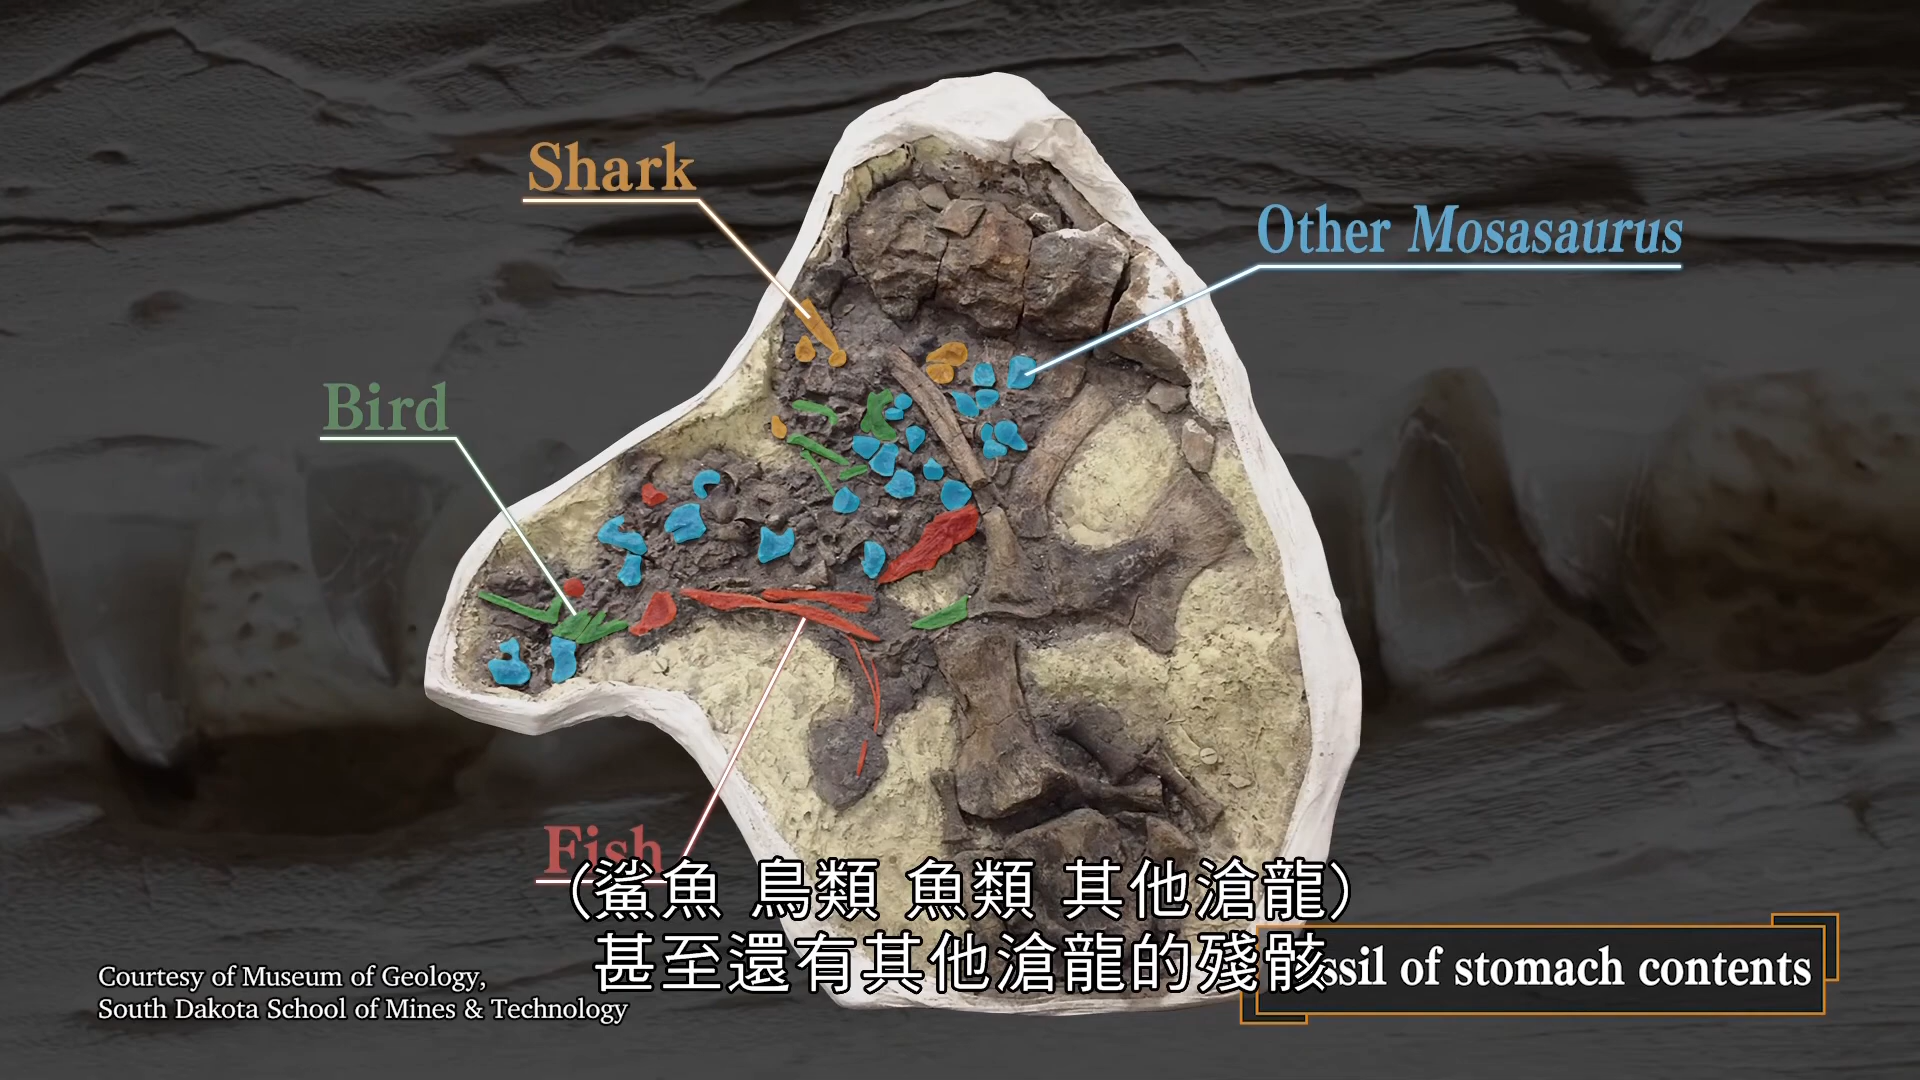 Shark
Other Mosasaurus
Bird
Fish
(鯊魚 鳥類 魚類 其他滄龍)
甚至還有其他滄龍的殘骸
ssil of stomach contents
Courtesy of Museum of Geology,
South Dakota School of Mines & Technology